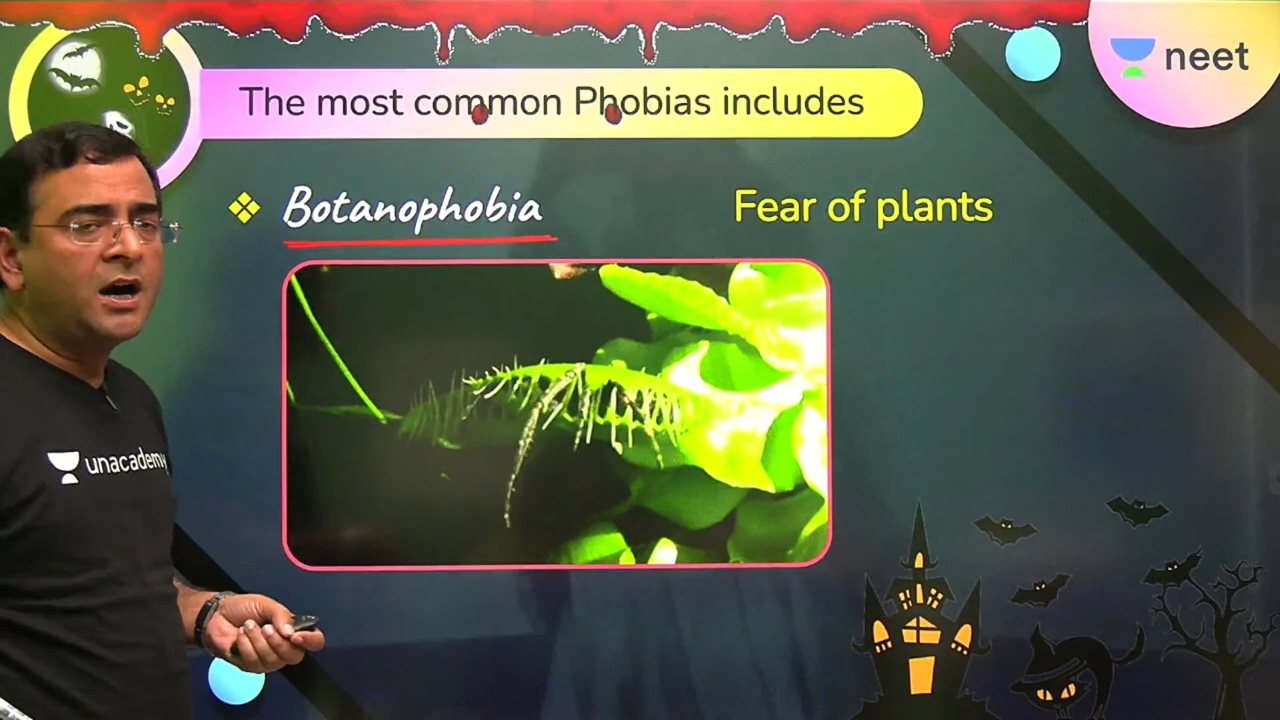 neet
The most common Phobias includes
Botanophobia
Fear of plants
unacademy